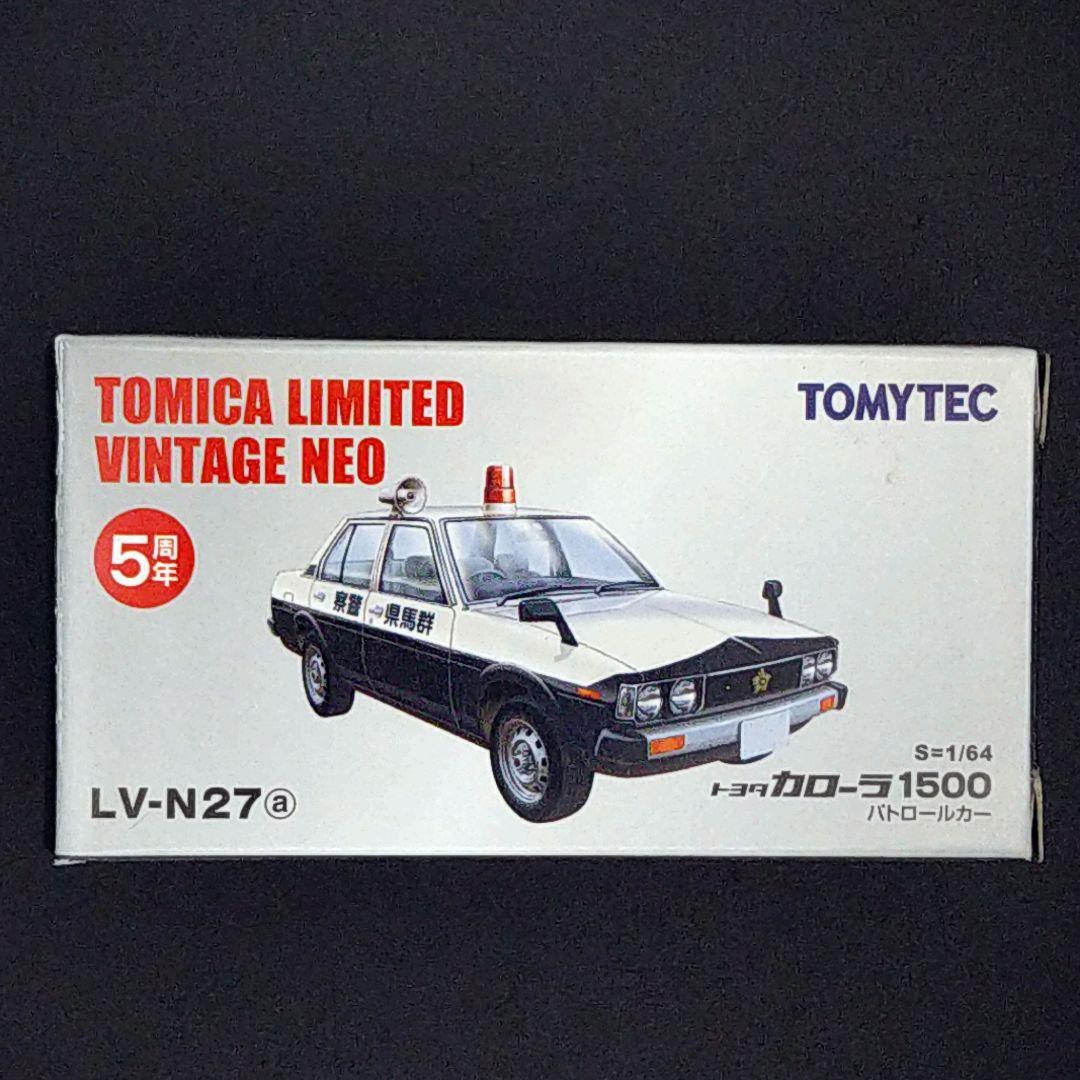 TOMICA LIMITED
VINTAGE NEO
TOMYTEC
5周年
察警 県馬群
LV-N27ⓐ
S=1/64
トヨタ カローラ1500
パトロールカー